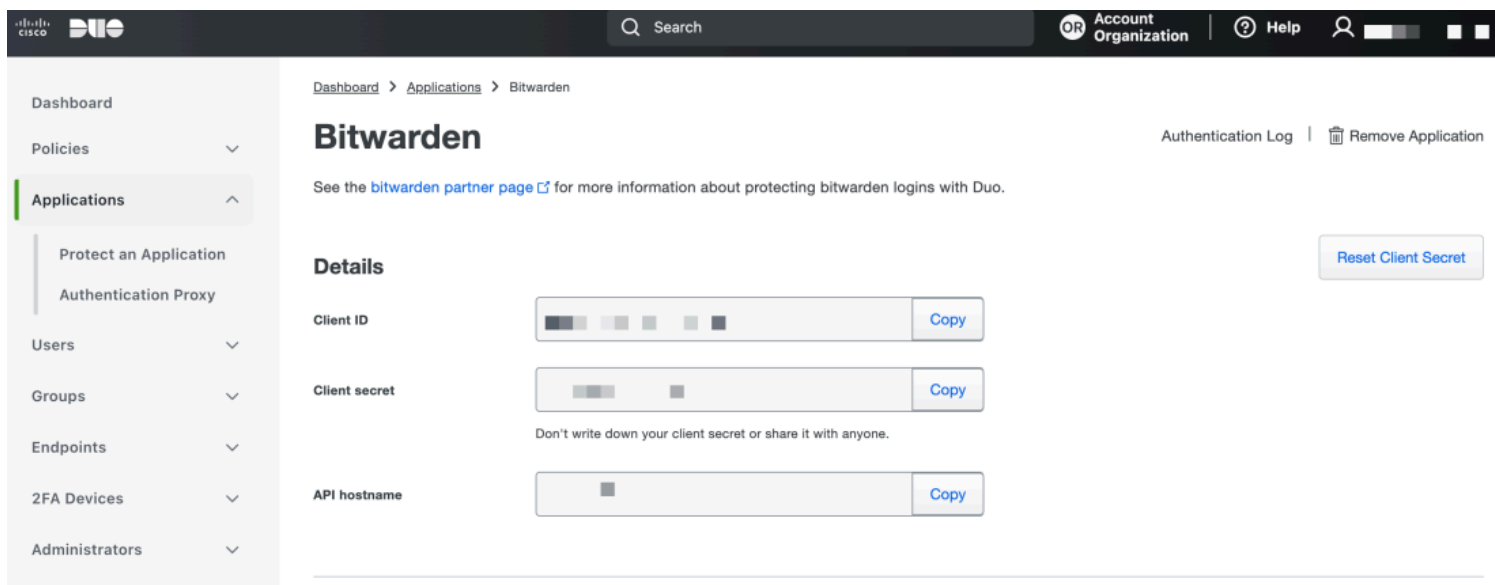 cisco DUO
Search
OR Account Organization
Help
Dashboard
Policies
Applications
Protect an Application
Authentication Proxy
Users
Groups
Endpoints
2FA Devices
Administrators
Dashboard > Applications > Bitwarden
Bitwarden
Authentication Log | Remove Application
See the bitwarden partner page for more information about protecting bitwarden logins with Duo.
Details
Reset Client Secret
Client ID Copy
Client secret Copy
Don't write down your client secret or share it with anyone.
API hostname Copy